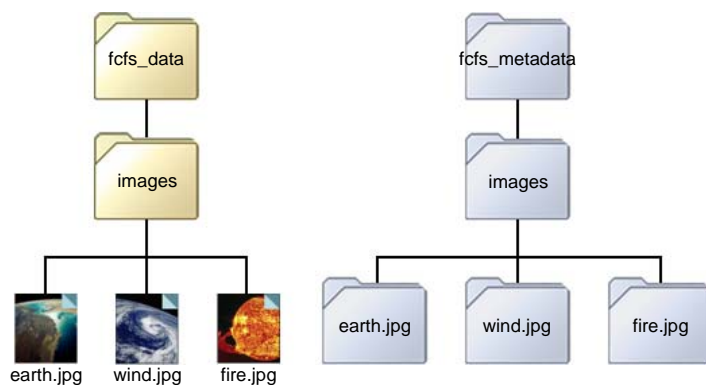 fcfs_data
fcfs_metadata
images
images
earth.jpg
wind.jpg
fire.jpg
earth.jpg
wind.jpg
fire.jpg